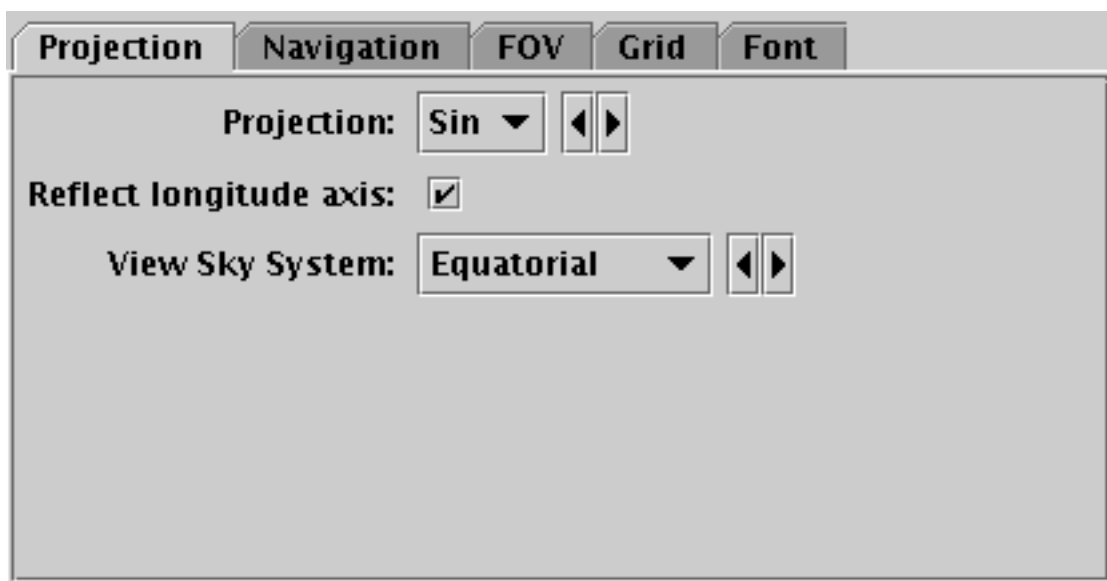 Projection Navigation FOV Grid Font
Projection: Sin
Reflect longitude axis:
View Sky System: Equatorial